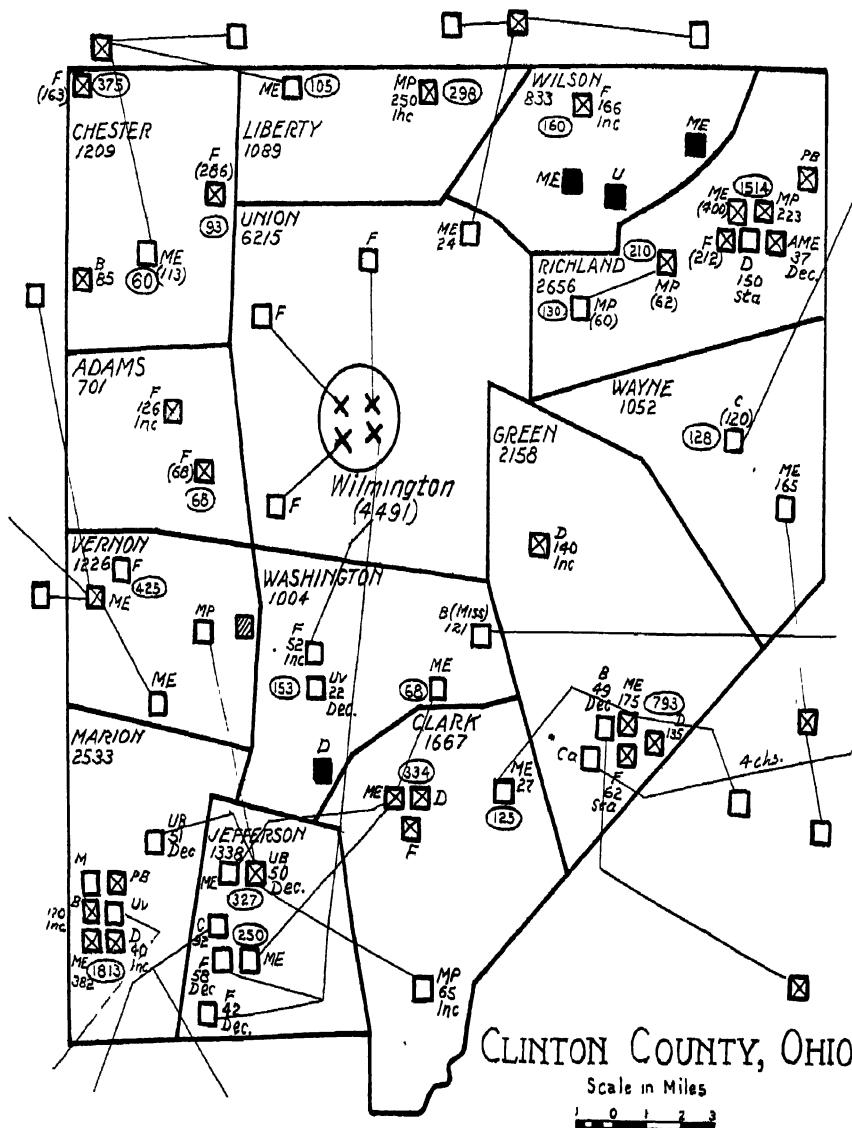 F
(163)
375
CHESTER
1209
F
(286)
93
B
85
60
ME
(113)
ME
105
MP
250
Inc
298
LIBERTY
1089
UNION
6215
F
F
F
Wilmington
(4491)
WILSON
833
F
166
Inc
160
ME
ME
U
ME
24
PB
1514
ME
(400)
MP
223
F
(212)
D
150
Sta
AME
37
Dec.
210
RICHLAND
2656
MP
(62)
130
MP
(60)
ADAMS
701
F
126
Inc
F
(68)
68
WAYNE
1052
C
(120)
128
ME
165
GREEN
2158
D
140
Inc
VERNON
1226
F
425
ME
MP
ME
WASHINGTON
1004
F
52
Inc
153
Uv
22
Dec.
ME
68
D
B (Miss)
121
B
49
Dec
ME
175
793
D
135
Ca
F
62
Sta
4 chs.
MARION
2533
UB
51
Dec
M
PB
B
Uv
Inc
D
40
Inc
ME
382
1813
JEFFERSON
1338
ME
UB
50
Dec.
327
C
92
250
F
58
Dec
ME
F
42
Dec.
CLARK
1667
334
ME
D
F
ME
27
125
MP
65
Inc
CLINTON COUNTY, OHIO
Scale in Miles
1 0 1 2 3